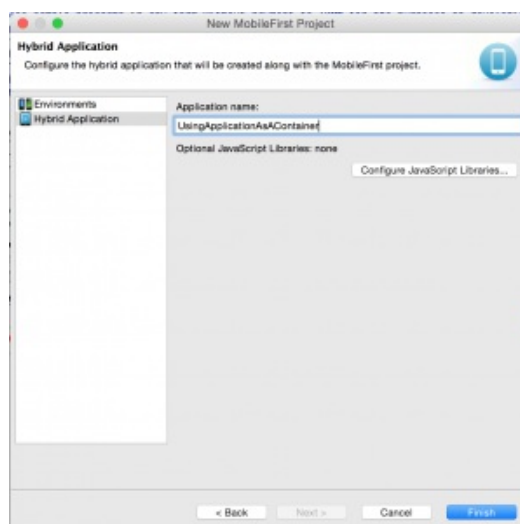 New MobileFirst Project
Hybrid Application
Configure the hybrid application that will be created along with the MobileFirst project.
Environments
Hybrid Application
Application name:
UsingApplicationAsAContainer
Optional JavaScript Libraries: none
Configure JavaScript Libraries...
< Back
Next >
Cancel
Finish